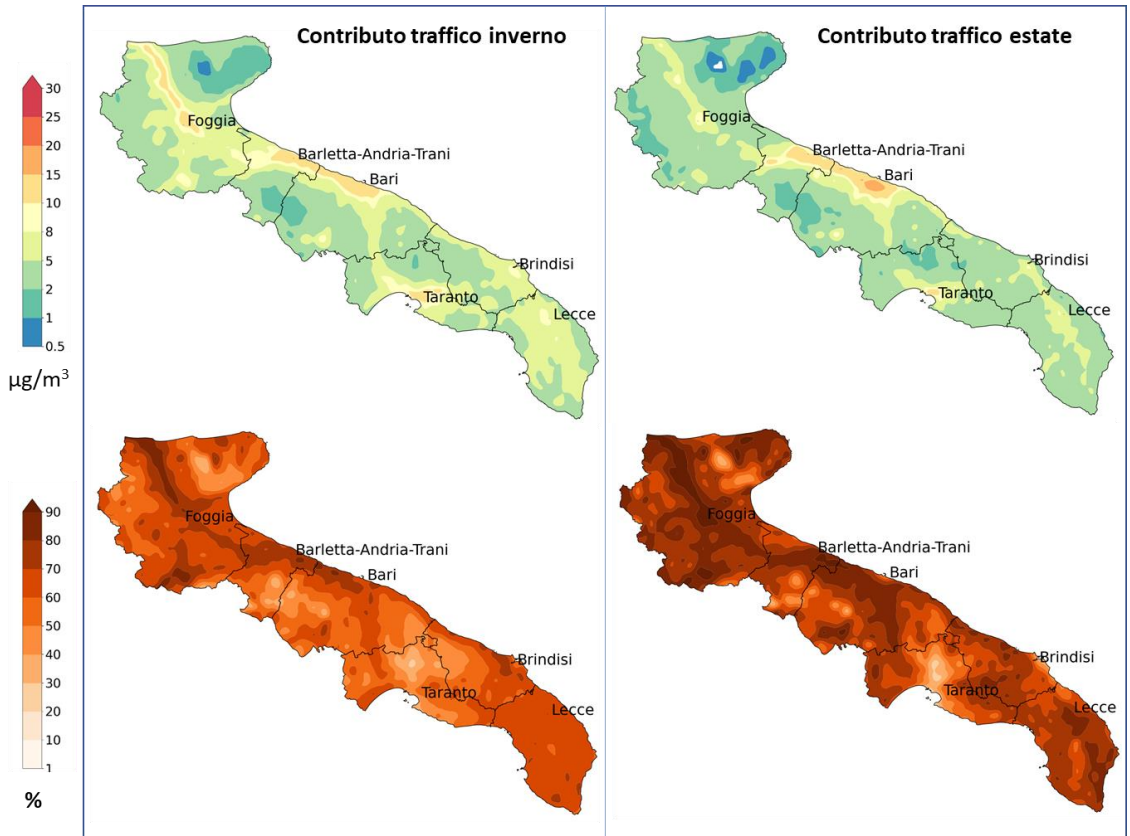 Contributo traffico inverno
Contributo traffico estate
30
25
20
15
10
8
5
2
1
0.5
µg/m³
Foggia
Barletta-Andria-Trani
Bari
Brindisi
Taranto
Lecce
Foggia
Barletta-Andria-Trani
Bari
Brindisi
Taranto
Lecce
90
80
70
60
50
40
30
20
10
1
%
Foggia
Barletta-Andria-Trani
Bari
Brindisi
Taranto
Lecce
Foggia
Barletta-Andria-Trani
Bari
Brindisi
Taranto
Lecce